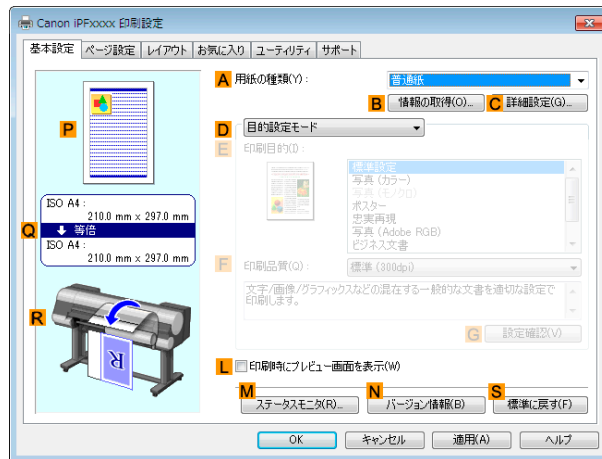 Canon iPFxxxx 印刷設定
基本設定 ページ設定 レイアウト お気に入り ユーティリティ サポート
A 用紙の種類(Y): 普通紙
B 情報の取得(O)... C 詳細設定(G)...
P
D 目的設定モード
E 印刷目的(I):
標準設定
写真 (カラー)
写真 (モノクロ)
ポスター
忠実再現
写真 (Adobe RGB)
ビジネス文書
ISO A4:
210.0 mm x 297.0 mm
Q 等倍
ISO A4:
210.0 mm x 297.0 mm
F 印刷品質(Q): 標準 (300dpi)
文字/画像/グラフィックスなどの混在する一般的な文書を適切な設定で
印刷します。
R
R
G 設定確認(V)
L 印刷時にプレビュー画面を表示(W)
M ステータスモニタ(R)... N バージョン情報(B) S 標準に戻す(F)
OK キャンセル 適用(A) ヘルプ